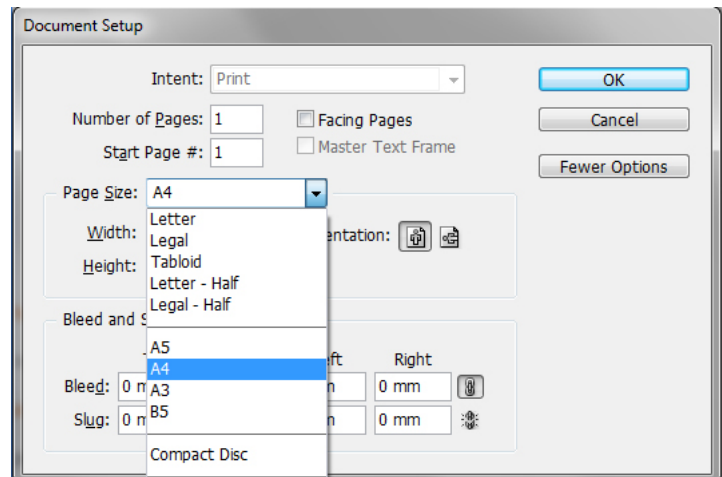 Document Setup
Intent: Print
OK
Number of Pages: 1
Facing Pages
Cancel
Start Page #: 1
Master Text Frame
Fewer Options
Page Size: A4
Letter
Width:
Legal
entation:
Tabloid
Height:
Letter - Half
Legal - Half
Bleed and S
A5
ft Right
A4
Bleed: 0 m
0 mm
A3
B5
Slug: 0 m
0 mm
Compact Disc